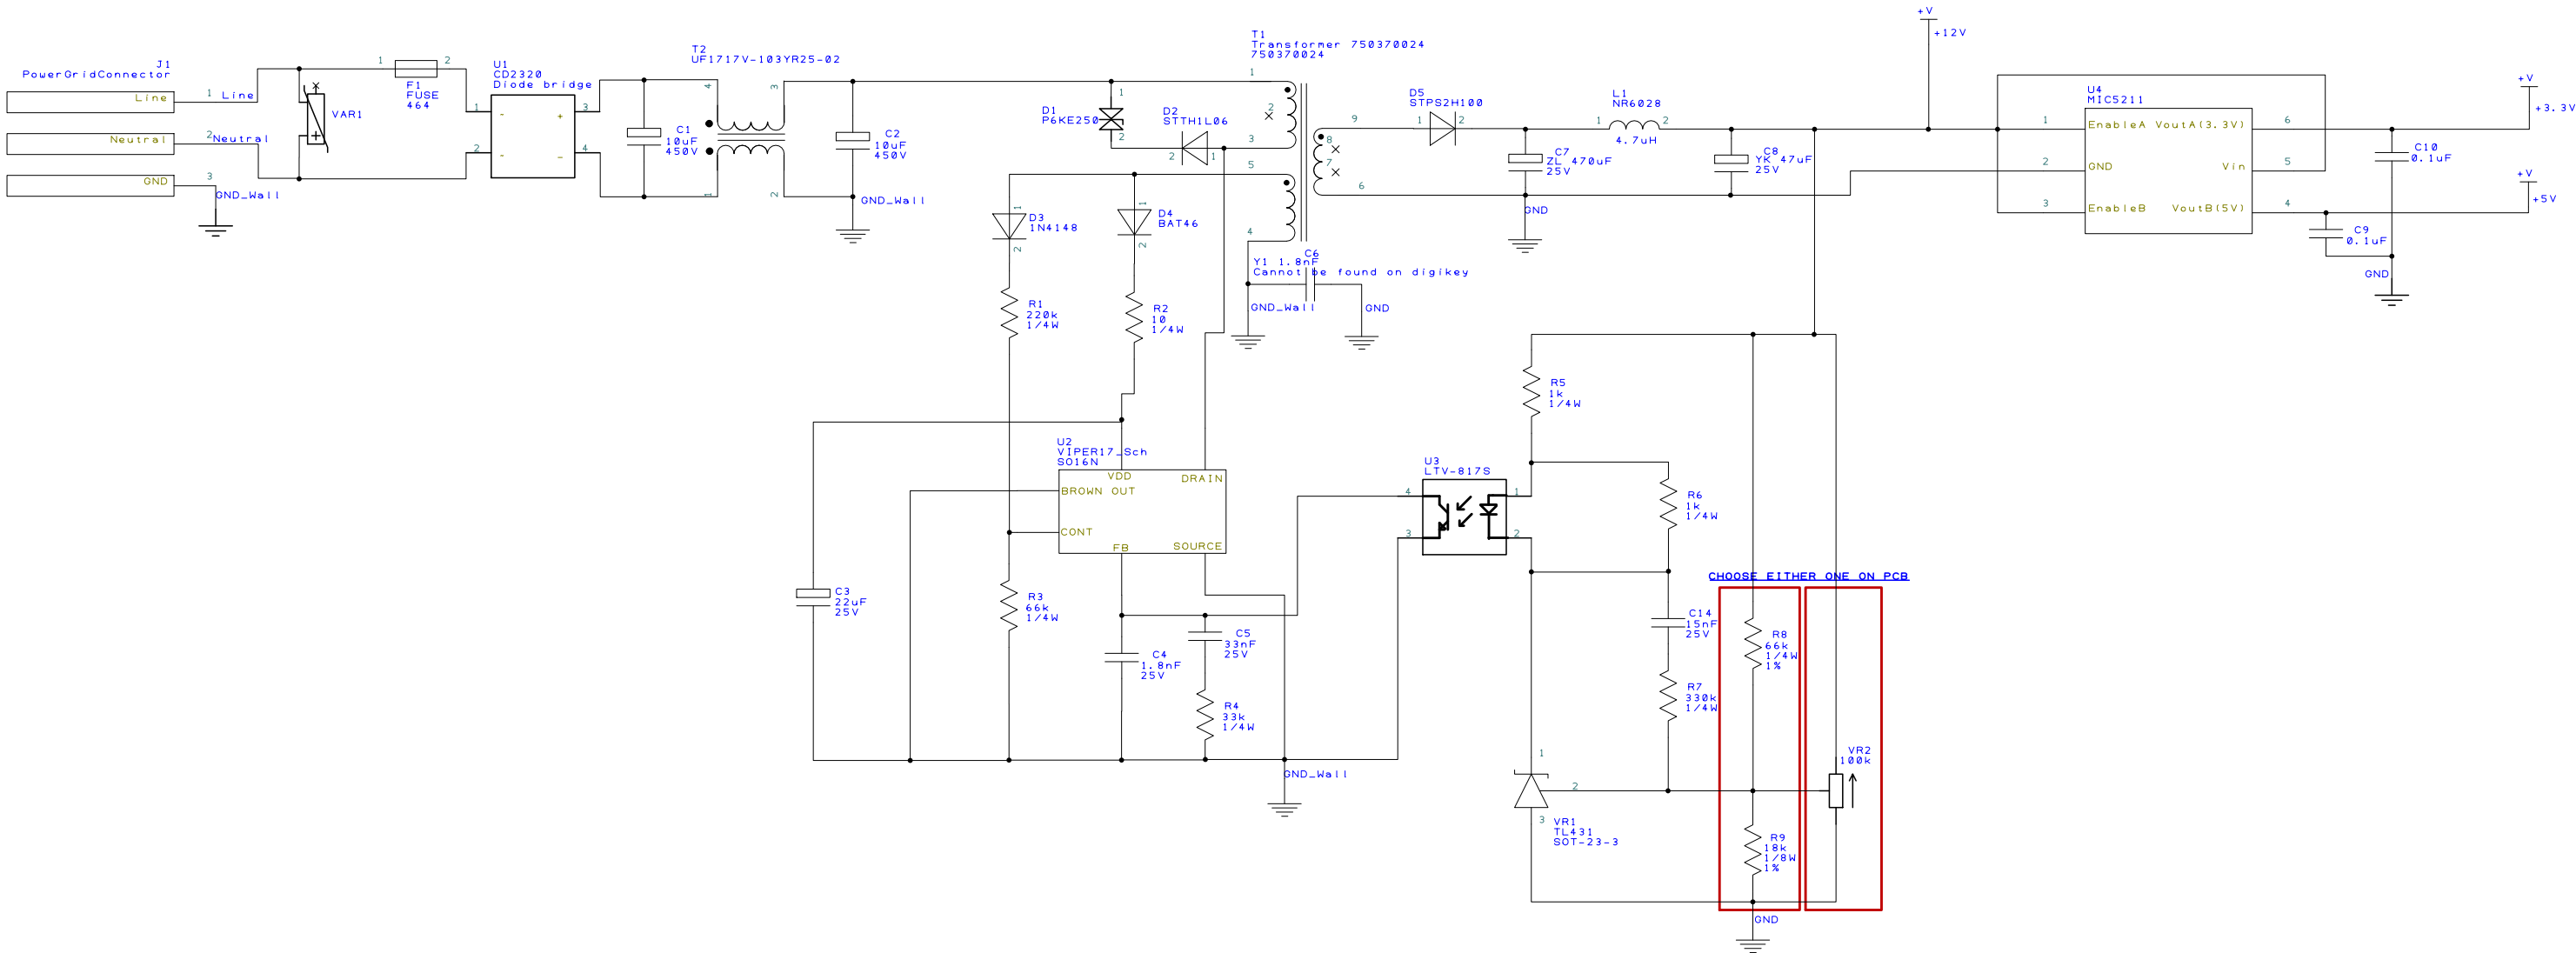 J1
PowerGridConnector
Line
1
Line
Neutral
2
Neutral
GND
3
GND_Wall
VAR1
1
2
F1
FUSE
464
U1
CD2320
Diode bridge
1
-
+
3
2
-
-
4
C1
10uF
450V
T2
UF1717V-103YR25-02
4
3
1
2
C2
10uF
450V
GND_Wall
D1
P6KE250
1
2
D2
STTH1L06
2
1
T1
Transformer 750370024
750370024
1
2
3
5
4
9
8
7
6
D3
1N4148
1
2
D4
BAT46
1
2
R1
220k
1/4W
R2
10
1/4W
C6
Y1 1.8nF
Cannot be found on digikey
GND_Wall
GND
D5
STPS2H100
1
2
L1
NR6028
1
2
4.7uH
C7
ZL 470uF
25V
GND
C8
YK 47uF
25V
+V
+12V
U4
MIC5211
1
EnableA
VoutA(3.3V)
6
2
GND
Vin
5
3
EnableB
VoutB(5V)
4
+V
+3.3V
C10
0.1uF
+V
+5V
C9
0.1uF
GND
U2
VIPER17_Sch
SO16N
VDD
DRAIN
BROWN OUT
CONT
FB
SOURCE
C3
22uF
25V
R3
66k
1/4W
C4
1.8nF
25V
C5
33nF
25V
R4
33k
1/4W
GND_Wall
U3
LTV-817S
4
1
3
2
R5
1k
1/4W
R6
1k
1/4W
C14
15nF
25V
R7
330k
1/4W
CHOOSE EITHER ONE ON PCB
R8
66k
1/4W
1%
VR2
100k
1
2
3
VR1
TL431
SOT-23-3
R9
18k
1/8W
1%
GND